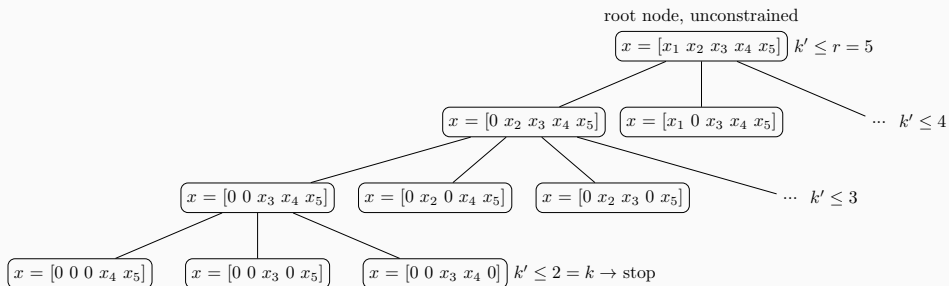 root node, unconstrained
x = [x₁ x₂ x₃ x₄ x₅] k′ ≤ r = 5
x = [0 x₂ x₃ x₄ x₅] x = [x₁ 0 x₃ x₄ x₅] ... k′ ≤ 4
x = [0 0 x₃ x₄ x₅] x = [0 x₂ 0 x₄ x₅] x = [0 x₂ x₃ 0 x₅] ... k′ ≤ 3
x = [0 0 0 x₄ x₅] x = [0 0 x₃ 0 x₅] x = [0 0 x₃ x₄ 0] k′ ≤ 2 = k → stop